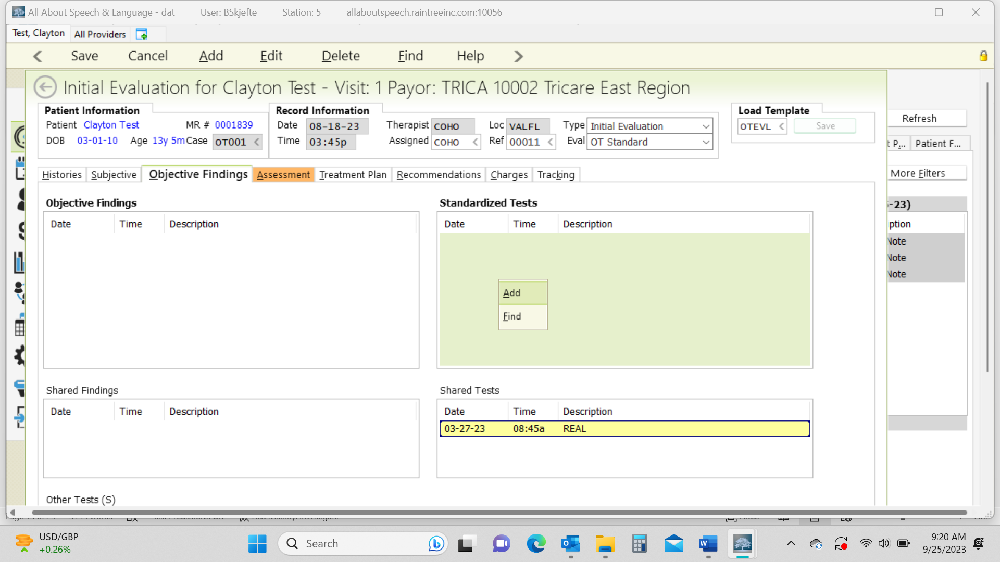 All About Speech & Language - dat User: BSkjefte Station: 5 allaboutspeech.raintreeinc.com:10056
Test, Clayton All Providers
Save Cancel Add Edit Delete Find Help
Initial Evaluation for Clayton Test - Visit: 1 Payor: TRICA 10002 Tricare East Region
Patient Information Record Information Load Template
Patient Clayton Test MR # 0001839 Date 08-18-23 Therapist COHO Loc VALFL Type Initial Evaluation OTEVL Save Refresh
DOB 03-01-10 Age 13y 5m Case OT001 Time 03:45p Assigned COHO Ref 00011 Eval OT Standard
t P... Patient F...
Histories Subjective Objective Findings Assessment Treatment Plan Recommendations Charges Tracking More Filters
Objective Findings Standardized Tests -23)
Date Time Description Date Time Description ption
Note
Note
Note
Add
Find
Shared Findings Shared Tests
Date Time Description Date Time Description
03-27-23 08:45a REAL
Other Tests (S)
USD/GBP
+0.26%
Search
9:20 AM
9/25/2023